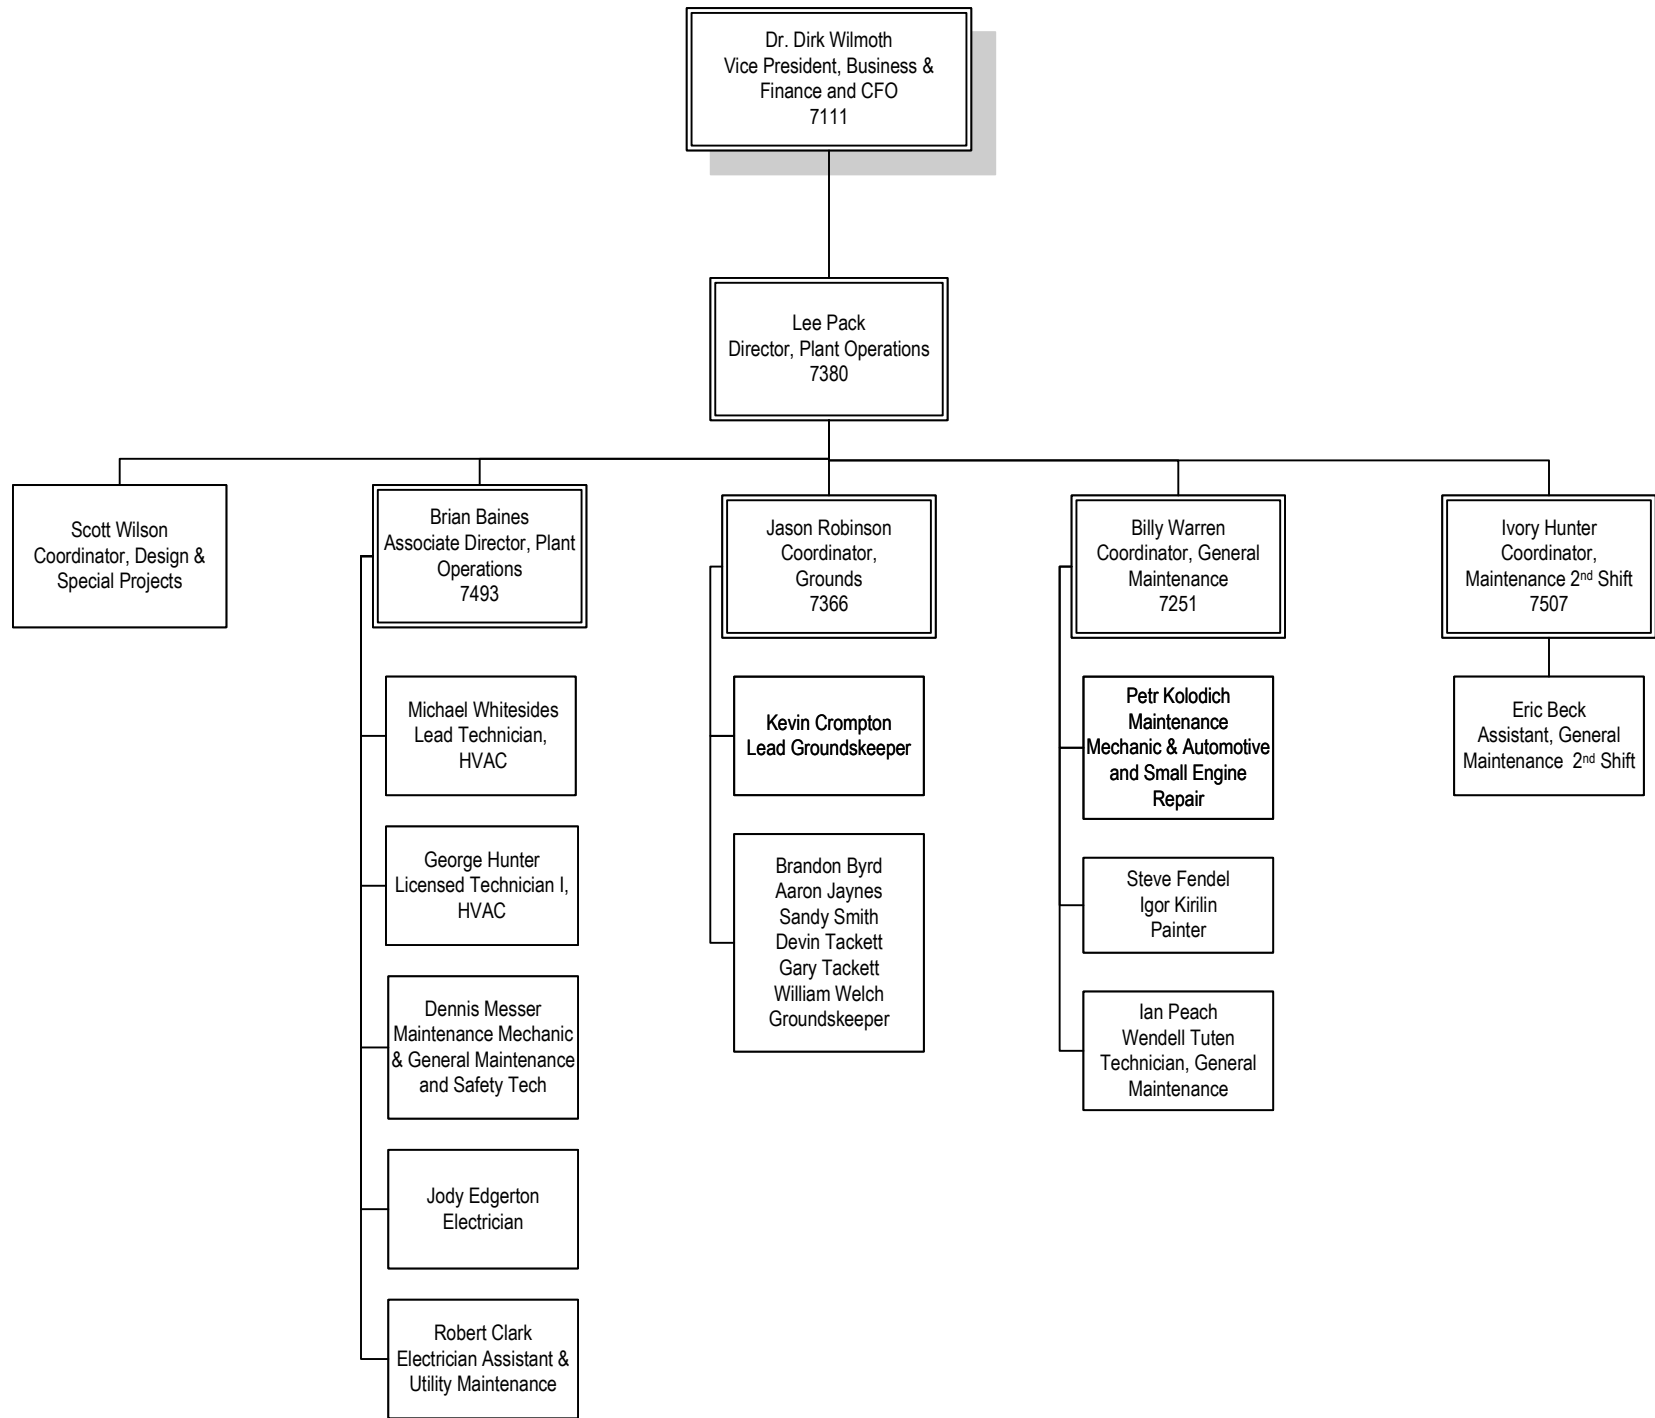 Dr. Dirk Wilmoth
Vice President, Business &
Finance and CFO
7111
Lee Pack
Director, Plant Operations
7380
Scott Wilson
Coordinator, Design &
Special Projects
Brian Baines
Associate Director, Plant
Operations
7493
Jason Robinson
Coordinator,
Grounds
7366
Billy Warren
Coordinator, General
Maintenance
7251
Ivory Hunter
Coordinator,
Maintenance 2nd Shift
7507
Michael Whitesides
Lead Technician,
HVAC
George Hunter
Licensed Technician I,
HVAC
Dennis Messer
Maintenance Mechanic
& General Maintenance
and Safety Tech
Jody Edgerton
Electrician
Robert Clark
Electrician Assistant &
Utility Maintenance
Kevin Crompton
Lead Groundskeeper
Brandon Byrd
Aaron Jaynes
Sandy Smith
Devin Tackett
Gary Tackett
William Welch
Groundskeeper
Petr Kolodich
Maintenance
Mechanic & Automotive
and Small Engine
Repair
Steve Fendel
Igor Kirilin
Painter
Ian Peach
Wendell Tuten
Technician, General
Maintenance
Eric Beck
Assistant, General
Maintenance 2nd Shift